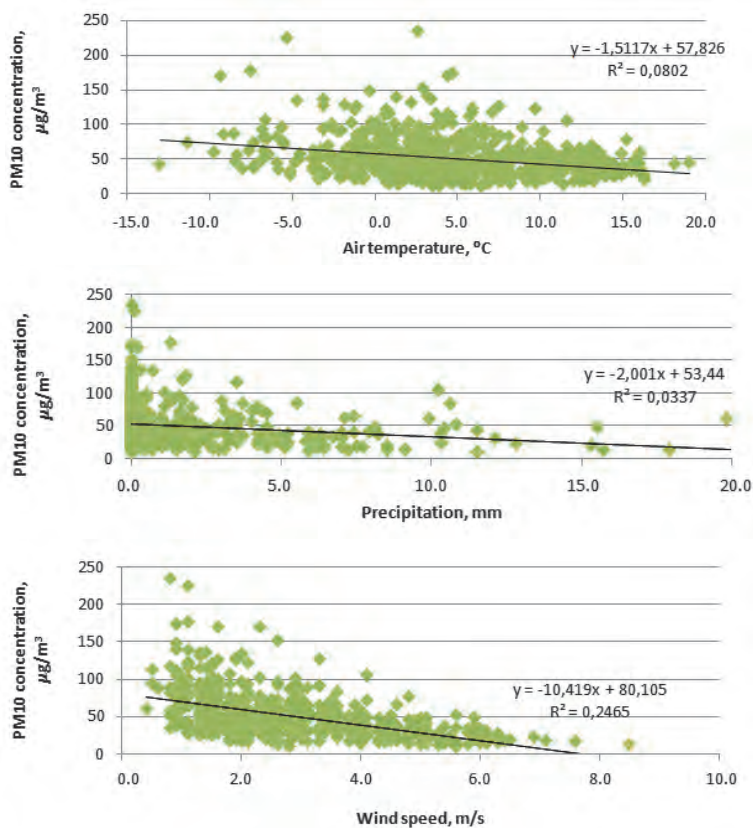 PM10 concentration,
µg/m³
250
200
150
100
50
0
y = -1,5117x + 57,826
R² = 0,0802
-15.0 -10.0 -5.0 0.0 5.0 10.0 15.0 20.0
Air temperature, °C
PM10 concentration,
µg/m³
250
200
150
100
50
0
y = -2,001x + 53,44
R² = 0,0337
0.0 5.0 10.0 15.0 20.0
Precipitation, mm
PM10 concentration,
µg/m³
250
200
150
100
50
0
y = -10,419x + 80,105
R² = 0,2465
0.0 2.0 4.0 6.0 8.0 10.0
Wind speed, m/s